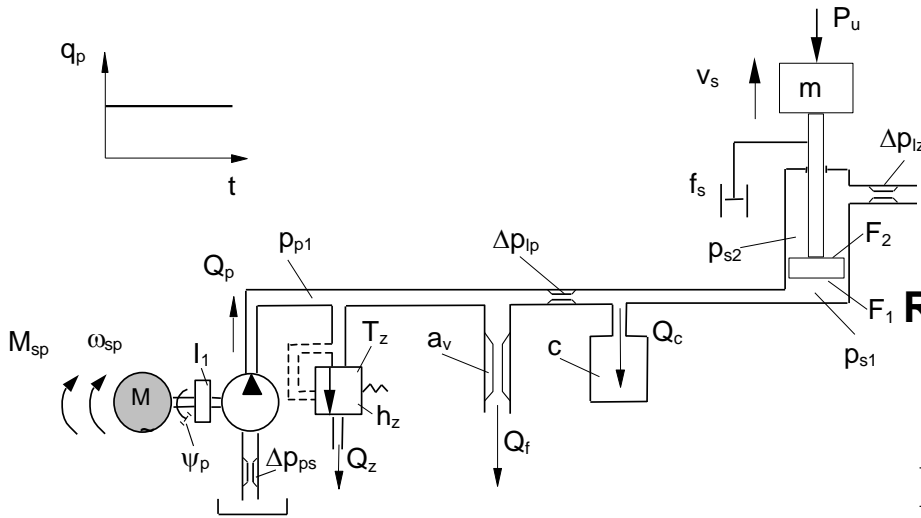 P_u
q_p
v_s
m
Δp_lz
t
f_s
p_s2
F_2
Q_p
p_p1
Δp_lp
F_1
R
M_sp
ω_sp
I_1
T_z
a_v
c
Q_c
p_s1
M
h_z
ψ_p
Δp_ps
Q_z
Q_f